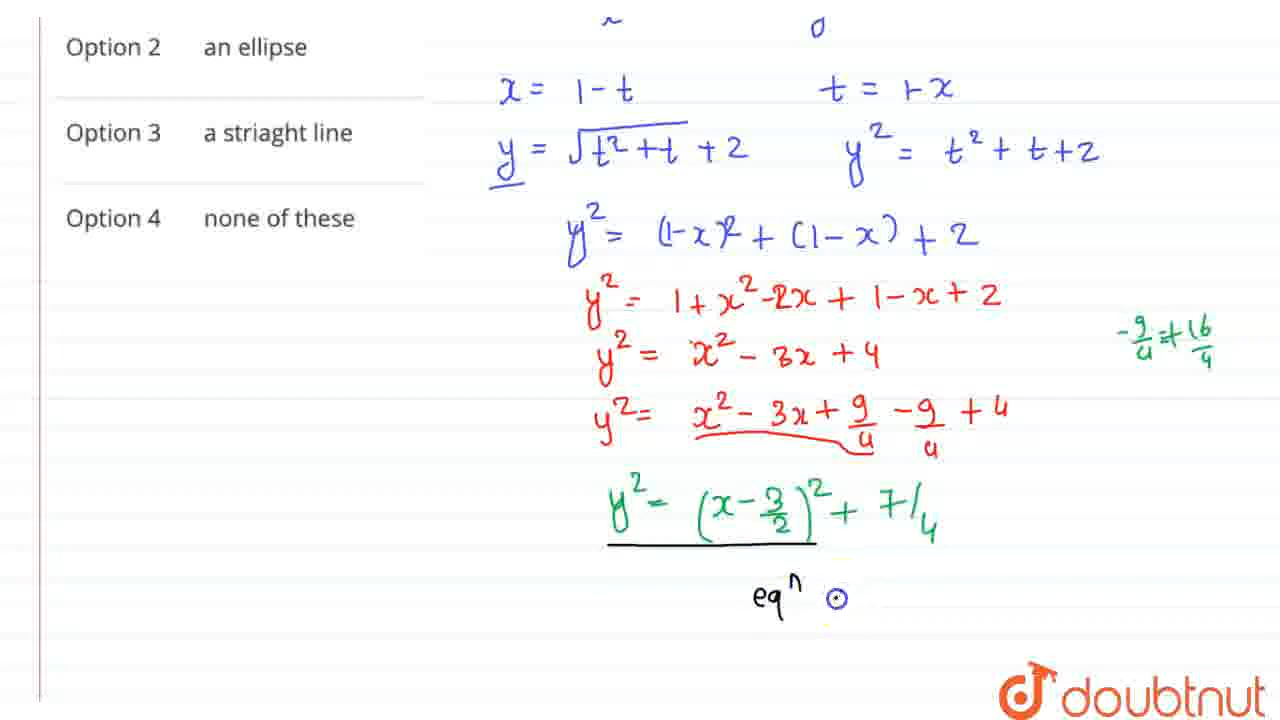 Option 2 an ellipse
Option 3 a striaght line
Option 4 none of these
x = 1 - t
t = 1-x
y = √t² + t + 2
y² = t² + t + 2
y² = (1-x)² + (1-x) + 2
y² = 1 + x² - 2x + 1 - x + 2
y² = x² - 3x + 4
-9/4 + 16/4
y² = x² - 3x + 9/4 - 9/4 + 4
y² = (x - 3/2)² + 7/4
eqⁿ
doubtnut